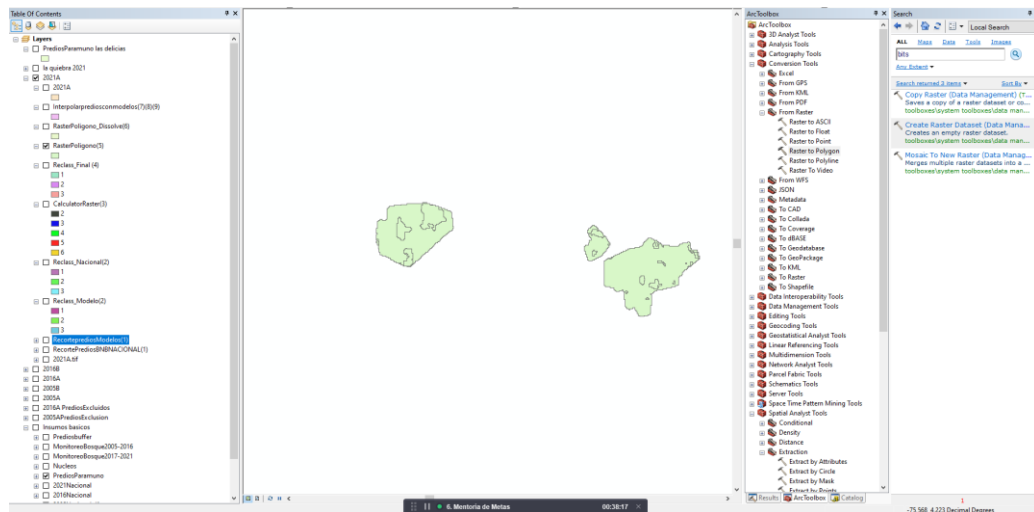 Table Of Contents
Layers
PrediosParamuno las delicias
la quiebra 2021
2021A
2021A
Interpolarprediosconmodelos(7)(8)(9)
RasterPoligono_Dissolve(6)
RasterPoligono(5)
Reclass_Final (4)
1
2
3
CalculatorRaster(3)
2
3
4
5
6
Reclass_Nacional(2)
1
2
3
Reclass_Modelo(2)
1
2
3
RecorteprediosModelos(1)
RecortePrediosBNBNACIONAL(1)
2021A.tif
2016B
2016A
2005B
2005A
2016A PrediosExcluidos
2005APrediosExclusion
Insumos basicos
Prediosbuffer
MonitoreoBosque2005-2016
MonitoreoBosque2017-2021
Nucleos
PrediosParamuno
2021Nacional
2016Nacional
6. Mentoria de Metas
00:38:17
ArcToolbox
ArcToolbox
3D Analyst Tools
Analysis Tools
Cartography Tools
Conversion Tools
Excel
From GPS
From KML
From PDF
From Raster
Raster to ASCII
Raster to Float
Raster to Point
Raster to Polygon
Raster to Polyline
Raster To Video
From WFS
JSON
Metadata
To CAD
To Collada
To Coverage
To dBASE
To Geodatabase
To GeoPackage
To KML
To Raster
To Shapefile
Data Interoperability Tools
Data Management Tools
Editing Tools
Geocoding Tools
Geostatistical Analyst Tools
Linear Referencing Tools
Multidimension Tools
Network Analyst Tools
Parcel Fabric Tools
Schematics Tools
Server Tools
Space Time Pattern Mining Tools
Spatial Analyst Tools
Conditional
Density
Distance
Extraction
Extract by Attributes
Extract by Circle
Extract by Mask
Extract by Points
Results ArcToolbox Catalog
Search
Local Search
ALL Maps Data Tools Images
bits
Any Extent
Search returned 3 items Sort By
Copy Raster (Data Management) (T...
Saves a copy of a raster dataset or co...
toolboxes\system toolboxes\data man...
Create Raster Dataset (Data Mana...
Creates an empty raster dataset.
toolboxes\system toolboxes\data man...
Mosaic To New Raster (Data Manag...
Merges multiple raster datasets into a ...
toolboxes\system toolboxes\data man...
1
-75,568 4,223 Decimal Degrees